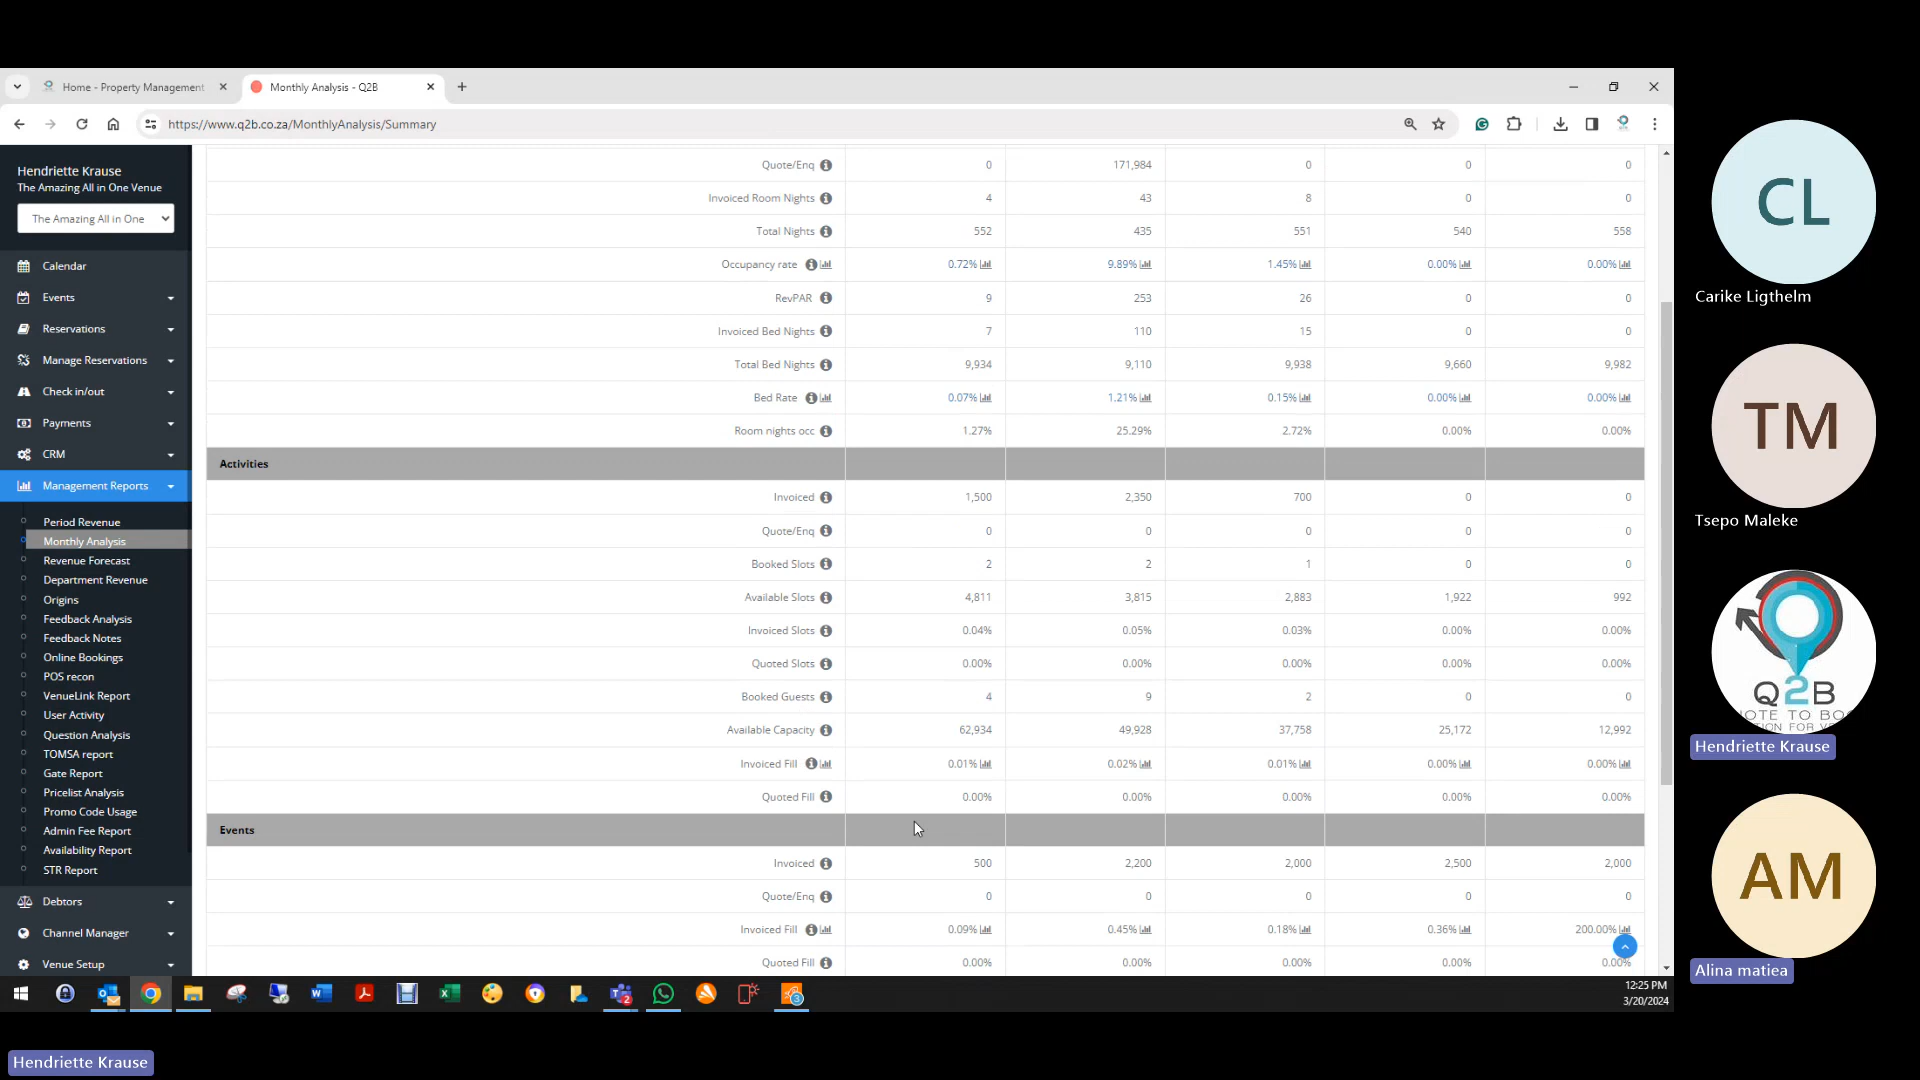 Home - Property Management
Monthly Analysis - Q2B
https://www.q2b.co.za/MonthlyAnalysis/Summary
Hendriette Krause
The Amazing All in One Venue
The Amazing All in One
Calendar
Events
Reservations
Manage Reservations
Check in/out
Payments
CRM
Management Reports
Period Revenue
Monthly Analysis
Revenue Forecast
Department Revenue
Origins
Feedback Analysis
Feedback Notes
Online Bookings
POS recon
VenueLink Report
User Activity
Question Analysis
TOMSA report
Gate Report
Pricelist Analysis
Promo Code Usage
Admin Fee Report
Availability Report
STR Report
Debtors
Channel Manager
Venue Setup
Quote/Enq 0 171,984 0 0 0
Invoiced Room Nights 4 43 8 0 0
Total Nights 552 435 551 540 558
Occupancy rate 0.72% 9.89% 1.45% 0.00% 0.00%
RevPAR 9 253 26 0 0
Invoiced Bed Nights 7 110 15 0 0
Total Bed Nights 9,934 9,110 9,938 9,660 9,982
Bed Rate 0.07% 1.21% 0.15% 0.00% 0.00%
Room nights occ 1.27% 25.29% 2.72% 0.00% 0.00%
Activities
Invoiced 1,500 2,350 700 0 0
Quote/Enq 0 0 0 0 0
Booked Slots 2 2 1 0 0
Available Slots 4,811 3,815 2,883 1,922 992
Invoiced Slots 0.04% 0.05% 0.03% 0.00% 0.00%
Quoted Slots 0.00% 0.00% 0.00% 0.00% 0.00%
Booked Guests 4 9 2 0 0
Available Capacity 62,934 49,928 37,758 25,172 12,992
Invoiced Fill 0.01% 0.02% 0.01% 0.00% 0.00%
Quoted Fill 0.00% 0.00% 0.00% 0.00% 0.00%
Events
Invoiced 500 2,200 2,000 2,500 2,000
Quote/Enq 0 0 0 0 0
Invoiced Fill 0.09% 0.45% 0.18% 0.36% 200.00%
Quoted Fill 0.00% 0.00% 0.00% 0.00% 0.00%
12:25 PM
3/20/2024
CL
Carike Ligthelm
TM
Tsepo Maleke
Q2B
OTE TO BO
TION FOR V
Hendriette Krause
AM
Alina matiea
Hendriette Krause